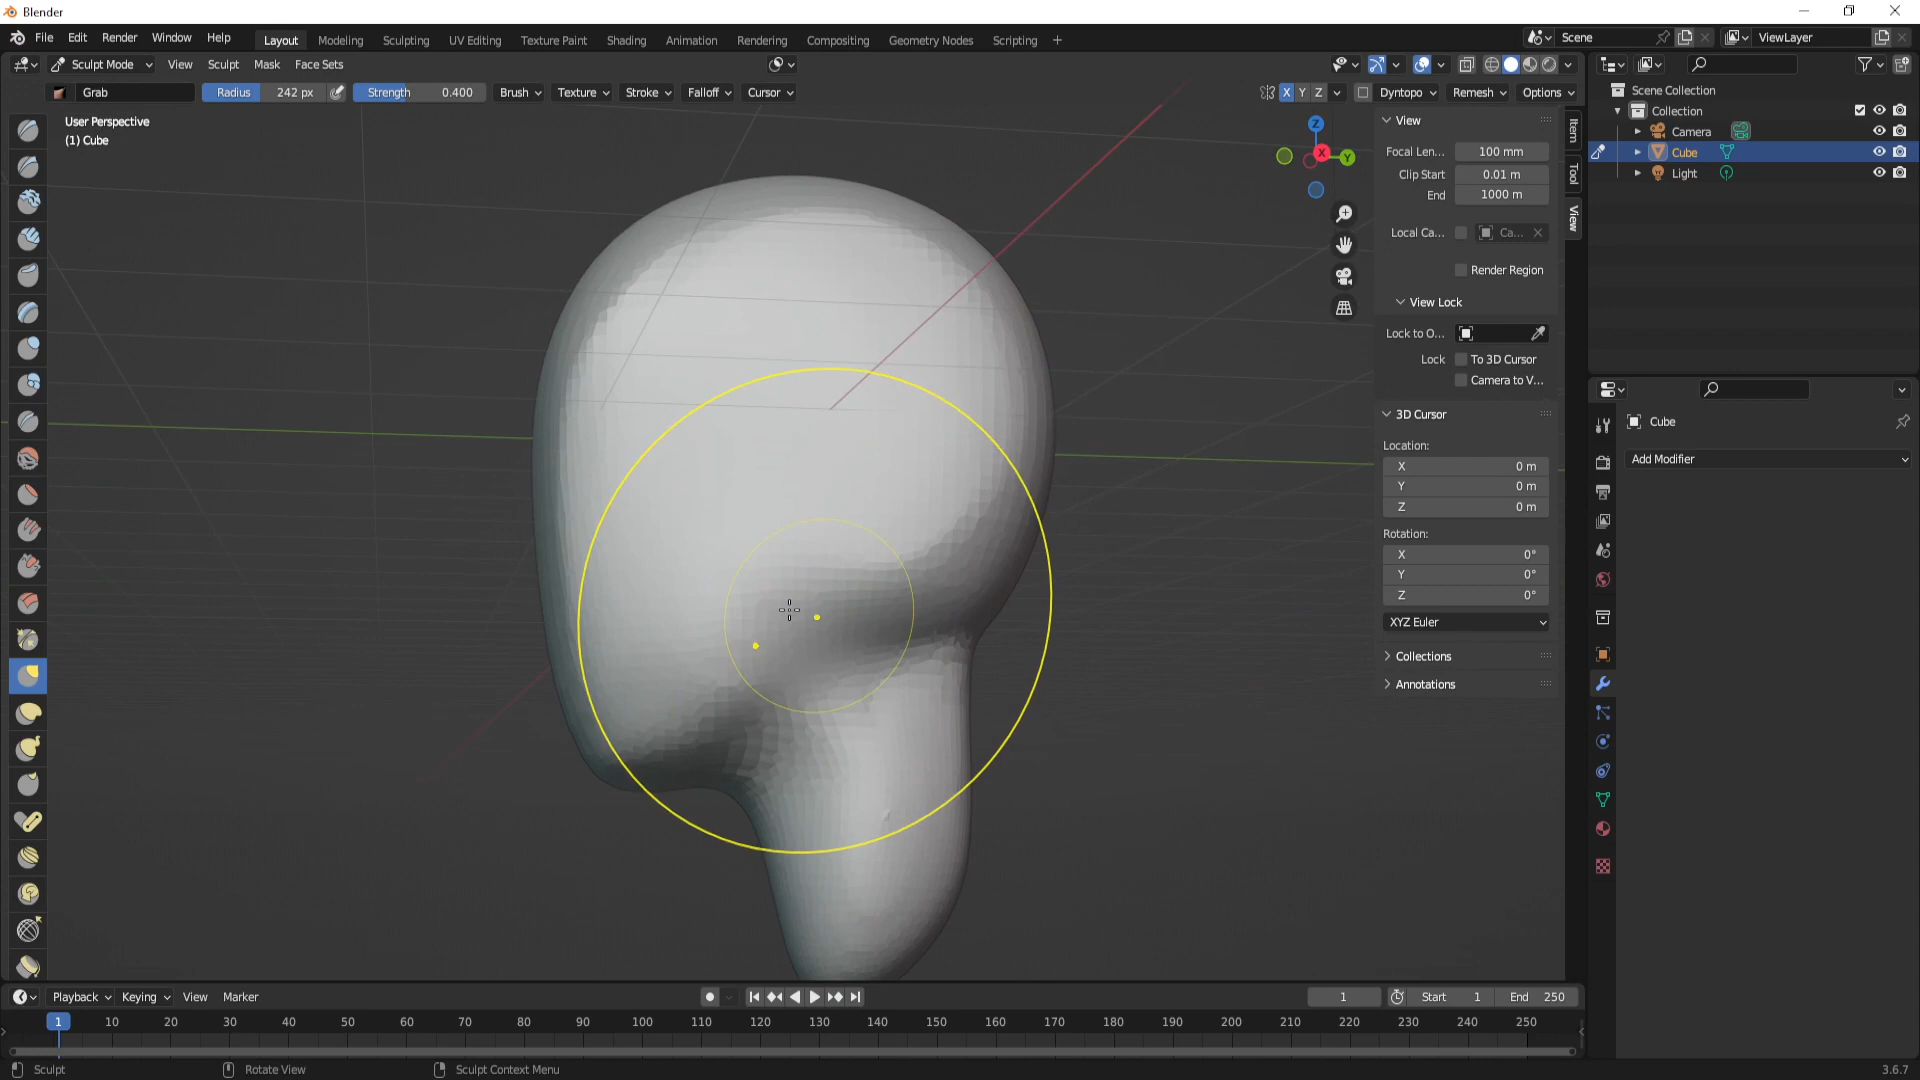 Blender
File Edit Render Window Help Layout Modeling Sculpting UV Editing Texture Paint Shading Animation Rendering Compositing Geometry Nodes Scripting + Scene ViewLayer
Sculpt Mode View Sculpt Mask Face Sets
Grab Radius 242 px Strength 0.400 Brush Texture Stroke Falloff Cursor X Y Z Dyntopo Remesh Options
User Perspective
(1) Cube
Z
X
Y
View
Focal Len... 100 mm
Clip Start 0.01 m
End 1000 m
Local Ca... Ca...
Render Region
View Lock
Lock to O...
Lock To 3D Cursor
Camera to V...
3D Cursor
Location:
X 0 m
Y 0 m
Z 0 m
Rotation:
X 0°
Y 0°
Z 0°
XYZ Euler
Collections
Annotations
Item
Tool
View
Scene Collection
Collection
Camera
Cube
Light
Cube
Add Modifier
Playback Keying View Marker 1 Start 1 End 250
1 10 20 30 40 50 60 70 80 90 100 110 120 130 140 150 160 170 180 190 200 210 220 230 240 250
Sculpt Rotate View Sculpt Context Menu 3.6.7